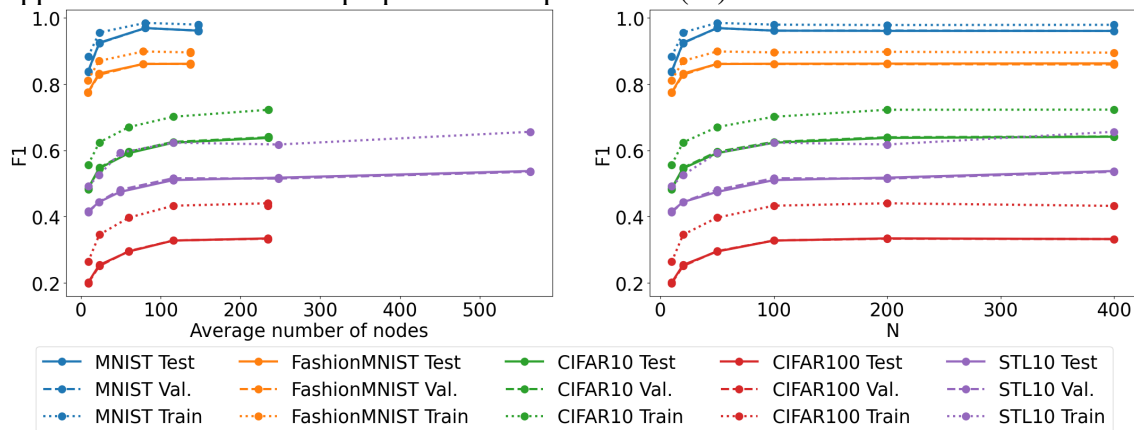 1.0
0.8
0.6
0.4
0.2
F1
0 100 200 300 400 500
Average number of nodes
1.0
0.8
0.6
0.4
0.2
F1
0 100 200 300 400
N
MNIST Test FashionMNIST Test CIFAR10 Test CIFAR100 Test STL10 Test
MNIST Val. FashionMNIST Val. CIFAR10 Val. CIFAR100 Val. STL10 Val.
MNIST Train FashionMNIST Train CIFAR10 Train CIFAR100 Train STL10 Train